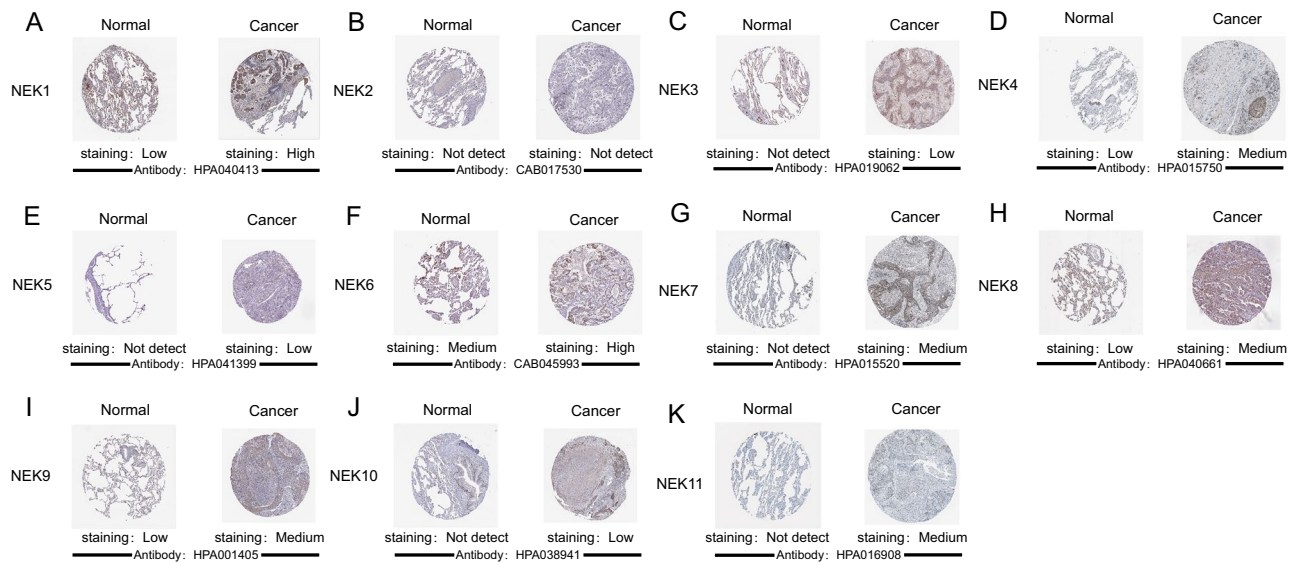 A
Normal Cancer
NEK1
staining: Low staining: High
Antibody: HPA040413
B
Normal Cancer
NEK2
staining: Not detect staining: Not detect
Antibody: CAB017530
C
Normal Cancer
NEK3
staining: Not detect staining: Low
Antibody: HPA019062
D
Normal Cancer
NEK4
staining: Low staining: Medium
Antibody: HPA015750
E
Normal Cancer
NEK5
staining: Not detect staining: Low
Antibody: HPA041399
F
Normal Cancer
NEK6
staining: Medium staining: High
Antibody: CAB045993
G
Normal Cancer
NEK7
staining: Not detect staining: Medium
Antibody: HPA015520
H
Normal Cancer
NEK8
staining: Low staining: Medium
Antibody: HPA040661
I
Normal Cancer
NEK9
staining: Low staining: Medium
Antibody: HPA001405
J
Normal Cancer
NEK10
staining: Not detect staining: Low
Antibody: HPA038941
K
Normal Cancer
NEK11
staining: Not detect staining: Medium
Antibody: HPA016908